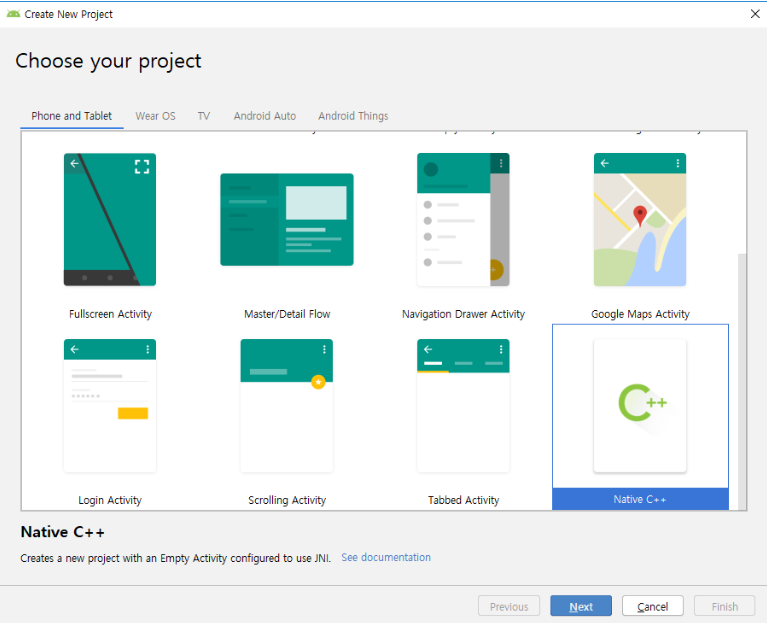 Create New Project
Choose your project
Phone and Tablet Wear OS TV Android Auto Android Things
Fullscreen Activity Master/Detail Flow Navigation Drawer Activity Google Maps Activity
C++
Login Activity Scrolling Activity Tabbed Activity Native C++
Native C++
Creates a new project with an Empty Activity configured to use JNI. See documentation
Previous Next Cancel Finish